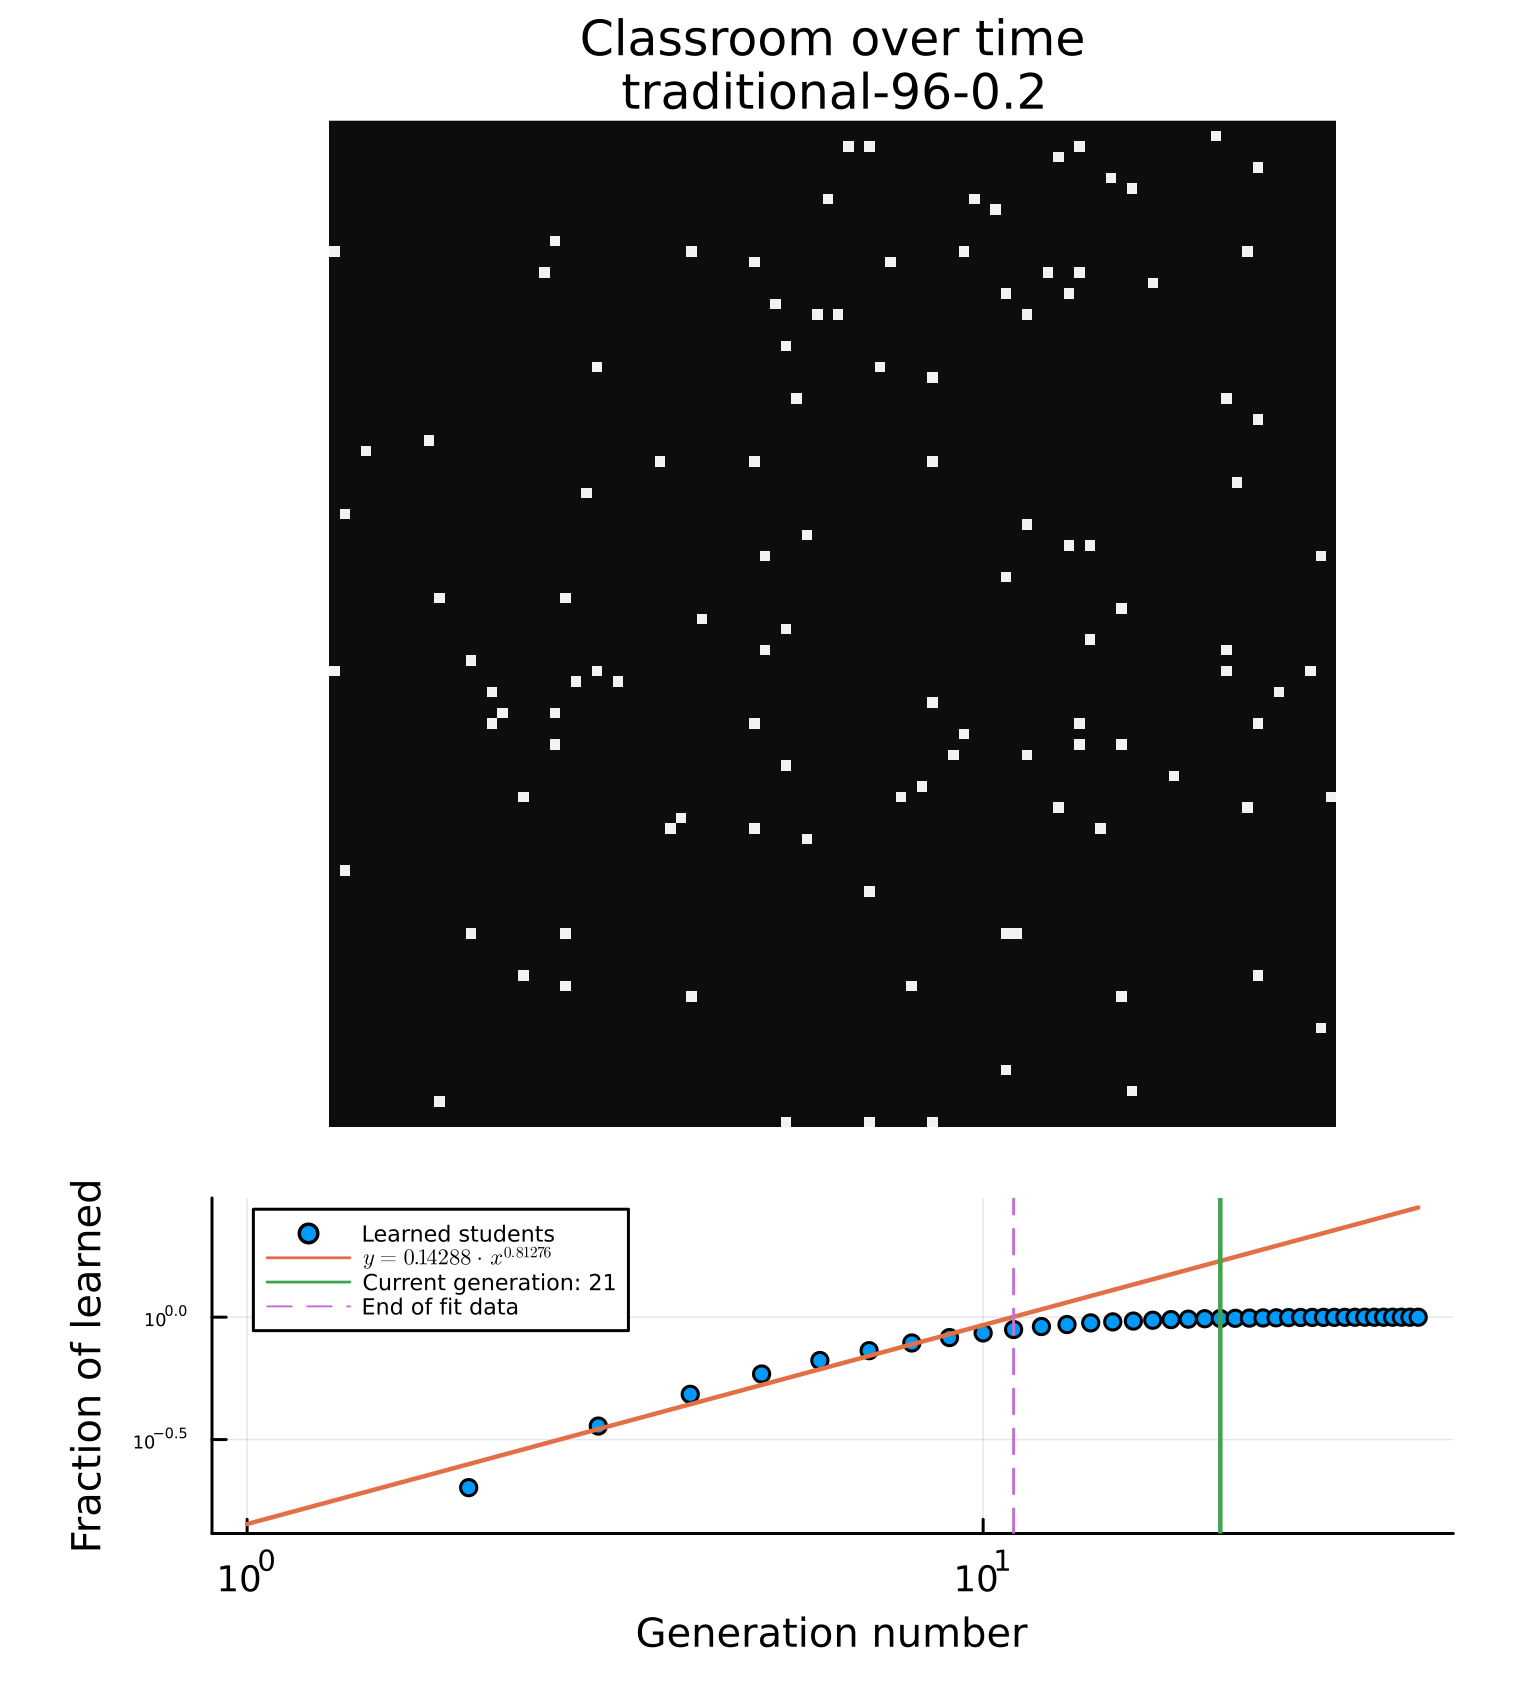 Classroom over time
traditional-96-0.2
Fraction of learned
Learned students
y = 0.14288 · x^0.81276
Current generation: 21
End of fit data
10^0.0
10^−0.5
10^0
10^1
Generation number